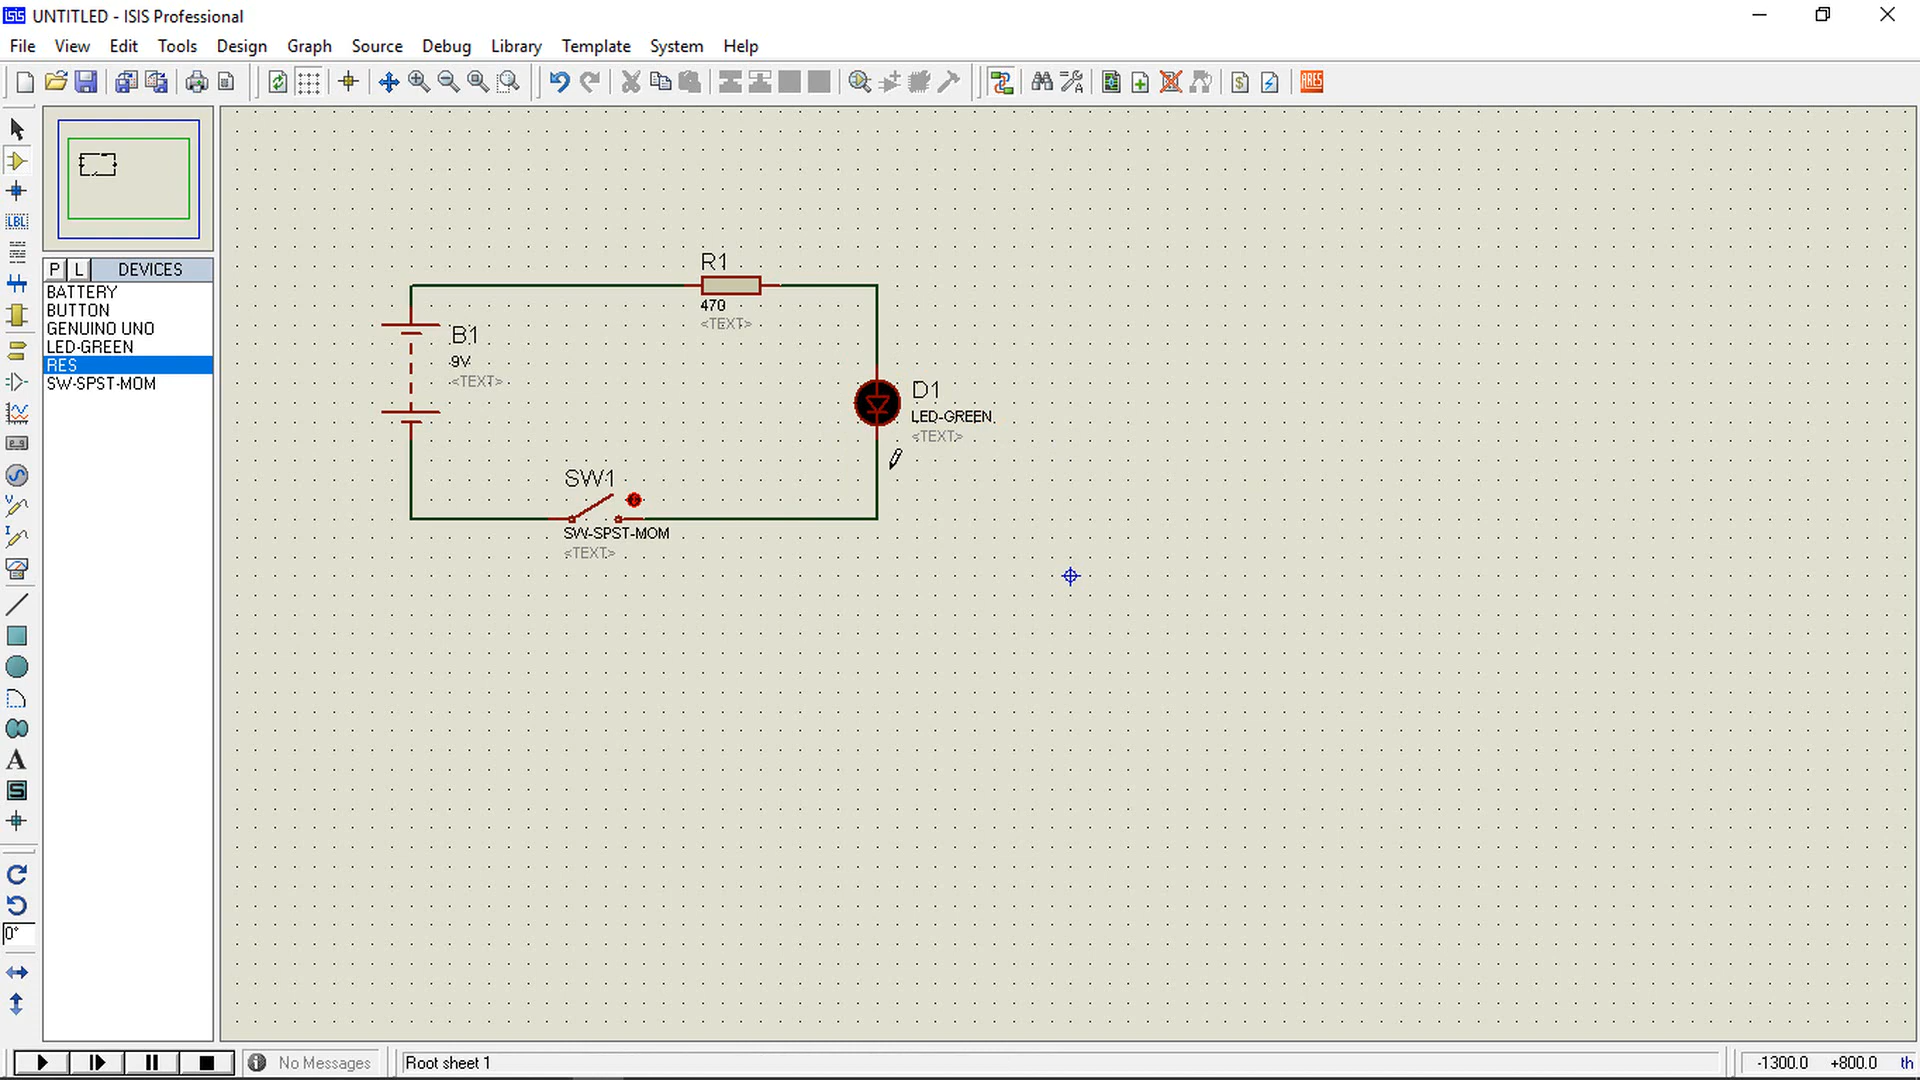 UNTITLED - ISIS Professional
File View Edit Tools Design Graph Source Debug Library Template System Help
ARES
LBL
P L DEVICES
BATTERY
BUTTON
GENUINO UNO
LED-GREEN
RES
SW-SPST-MOM
R1
470
<TEXT>
B1
9V
<TEXT>
D1
LED-GREEN
<TEXT>
SW1
SW-SPST-MOM
<TEXT>
A
S
0°
No Messages
Root sheet 1
-1300.0 +800.0 th